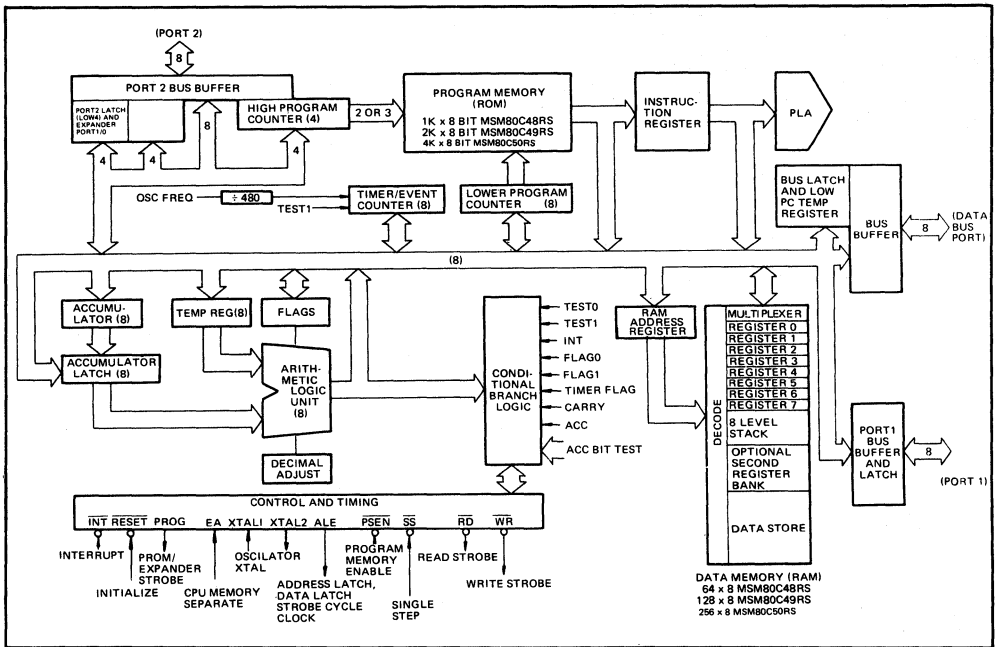 (PORT 2)
8
PORT 2 BUS BUFFER
PORT2 LATCH
(LOW4) AND
EXPANDER
PORT1/0
8
HIGH PROGRAM
COUNTER (4)
2 OR 3
4
4
4
PROGRAM MEMORY
(ROM)
1K x 8 BIT MSM80C48RS
2K x 8 BIT MSM80C49RS
4K x 8 BIT MSM80C50RS
INSTRUC-
TION
REGISTER
PLA
OSC FREQ
÷ 480
TEST1
TIMER/EVENT
COUNTER (8)
LOWER PROGRAM
COUNTER (8)
BUS LATCH
AND LOW
PC TEMP
REGISTER
BUS
BUFFER
8
(DATA
BUS
PORT)
(8)
ACCUMU-
LATOR (8)
TEMP REG(8)
FLAGS
ACCUMULATOR
LATCH (8)
ARITH-
METIC
LOGIC
UNIT
(8)
DECIMAL
ADJUST
CONDI-
TIONAL
BRANCH
LOGIC
TEST0
TEST1
INT
FLAG0
FLAG1
TIMER FLAG
CARRY
ACC
ACC BIT TEST
RAM
ADDRESS
REGISTER
DECODE
MULTIPLEXER
REGISTER 0
REGISTER 1
REGISTER 2
REGISTER 3
REGISTER 4
REGISTER 5
REGISTER 6
REGISTER 7
8 LEVEL
STACK
OPTIONAL
SECOND
REGISTER
BANK
DATA STORE
DATA MEMORY (RAM)
64 x 8 MSM80C48RS
128 x 8 MSM80C49RS
256 x 8 MSM80C50RS
PORT1
BUS
BUFFER
AND
LATCH
8
(PORT 1)
CONTROL AND TIMING
INT RESET PROG EA XTAL1 XTAL2 ALE PSEN SS RD WR
INTERRUPT
INITIALIZE
PROM/
EXPANDER
STROBE
CPU MEMORY
SEPARATE
OSCILATOR
XTAL
ADDRESS LATCH,
DATA LATCH
STROBE CYCLE
CLOCK
PROGRAM
MEMORY
ENABLE
SINGLE
STEP
READ STROBE
WRITE STROBE